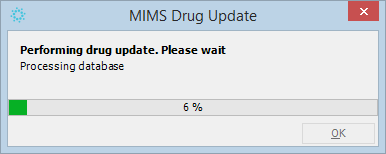 MIMS Drug Update
Performing drug update. Please wait
Processing database
6 %
OK